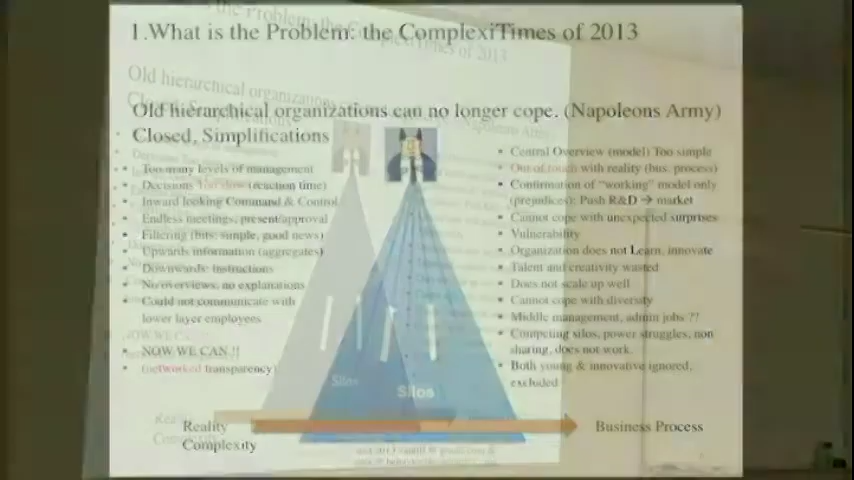 1.What is the Problem: the ComplexiTimes of 2013
Old hierarchical organizations can no longer cope. (Napoleons Army)
Closed, Simplifications
• Too many levels of management
• Decisions Too slow (reaction time)
• Inward looking Command & Control
• Endless meetings, present/approval
• Filtering (hits: simple, good news)
• Upwards information (aggregates)
• Downwards instructions
• No overviews, no explanations
• Could not communicate with
lower layer employees
• NOW WE CAN !!
• (networked transparency)
• Central Overview (model) Too simple
• Out of touch with reality (bus. process)
• Confirmation of "working" model only
(prejudices): Push R&D → market
• Cannot cope with unexpected surprises
• Vulnerability
• Organization does not Learn, innovate
• Talent and creativity wasted
• Does not scale up well
• Cannot cope with diversity
• Middle management, admin jobs ??
• Competing silos, power struggles, non
sharing, does not work.
• Both young & innovative ignored,
excluded
Silos
Silos
Reality
Complexity
Business Process